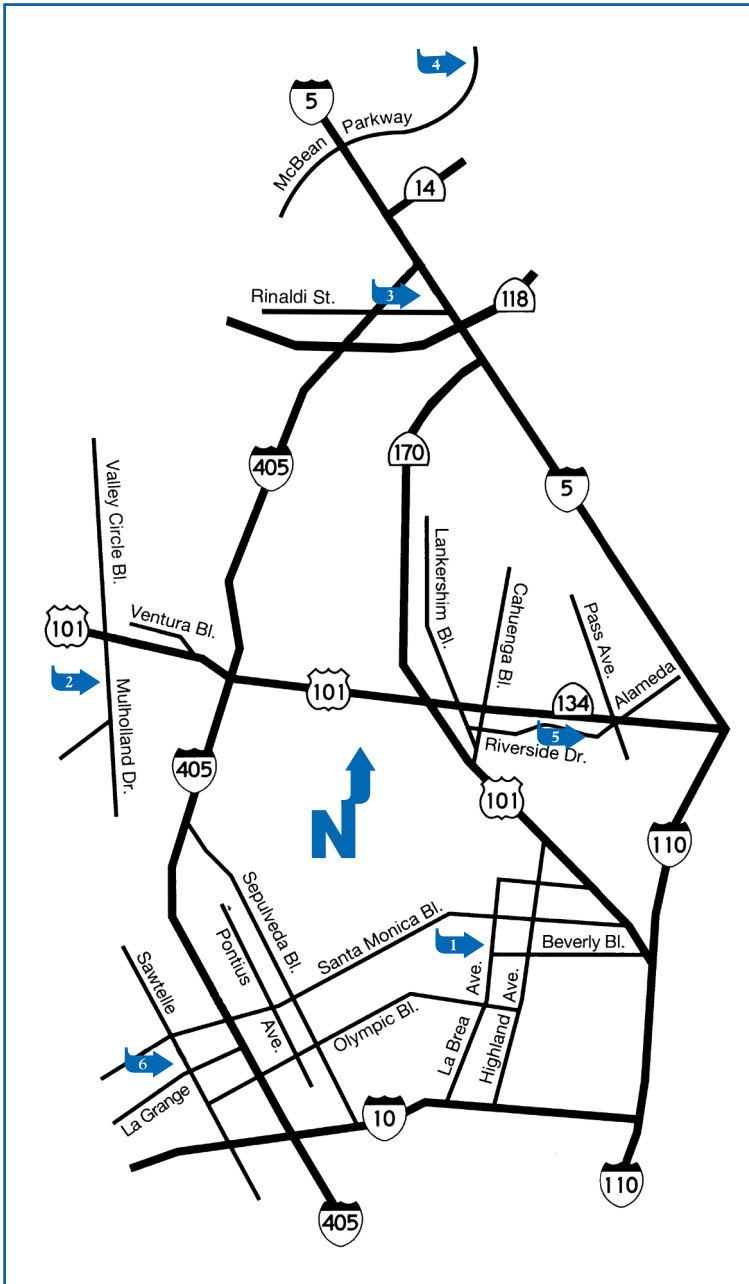 4
5
McBean Parkway
14
3
Rinaldi St.
118
170
405
5
Valley Circle Bl.
Lankershim Bl.
Cahuenga Bl.
Pass Ave.
Ventura Bl.
101
2
Mulholland Dr.
101
134
Alameda
5
Riverside Dr.
405
N
101
110
Sepulveda Bl.
Santa Monica Bl.
1
Beverly Bl.
Pontius Ave.
Sawtelle
La Brea Ave.
Highland Ave.
Olympic Bl.
6
La Grange
10
110
405